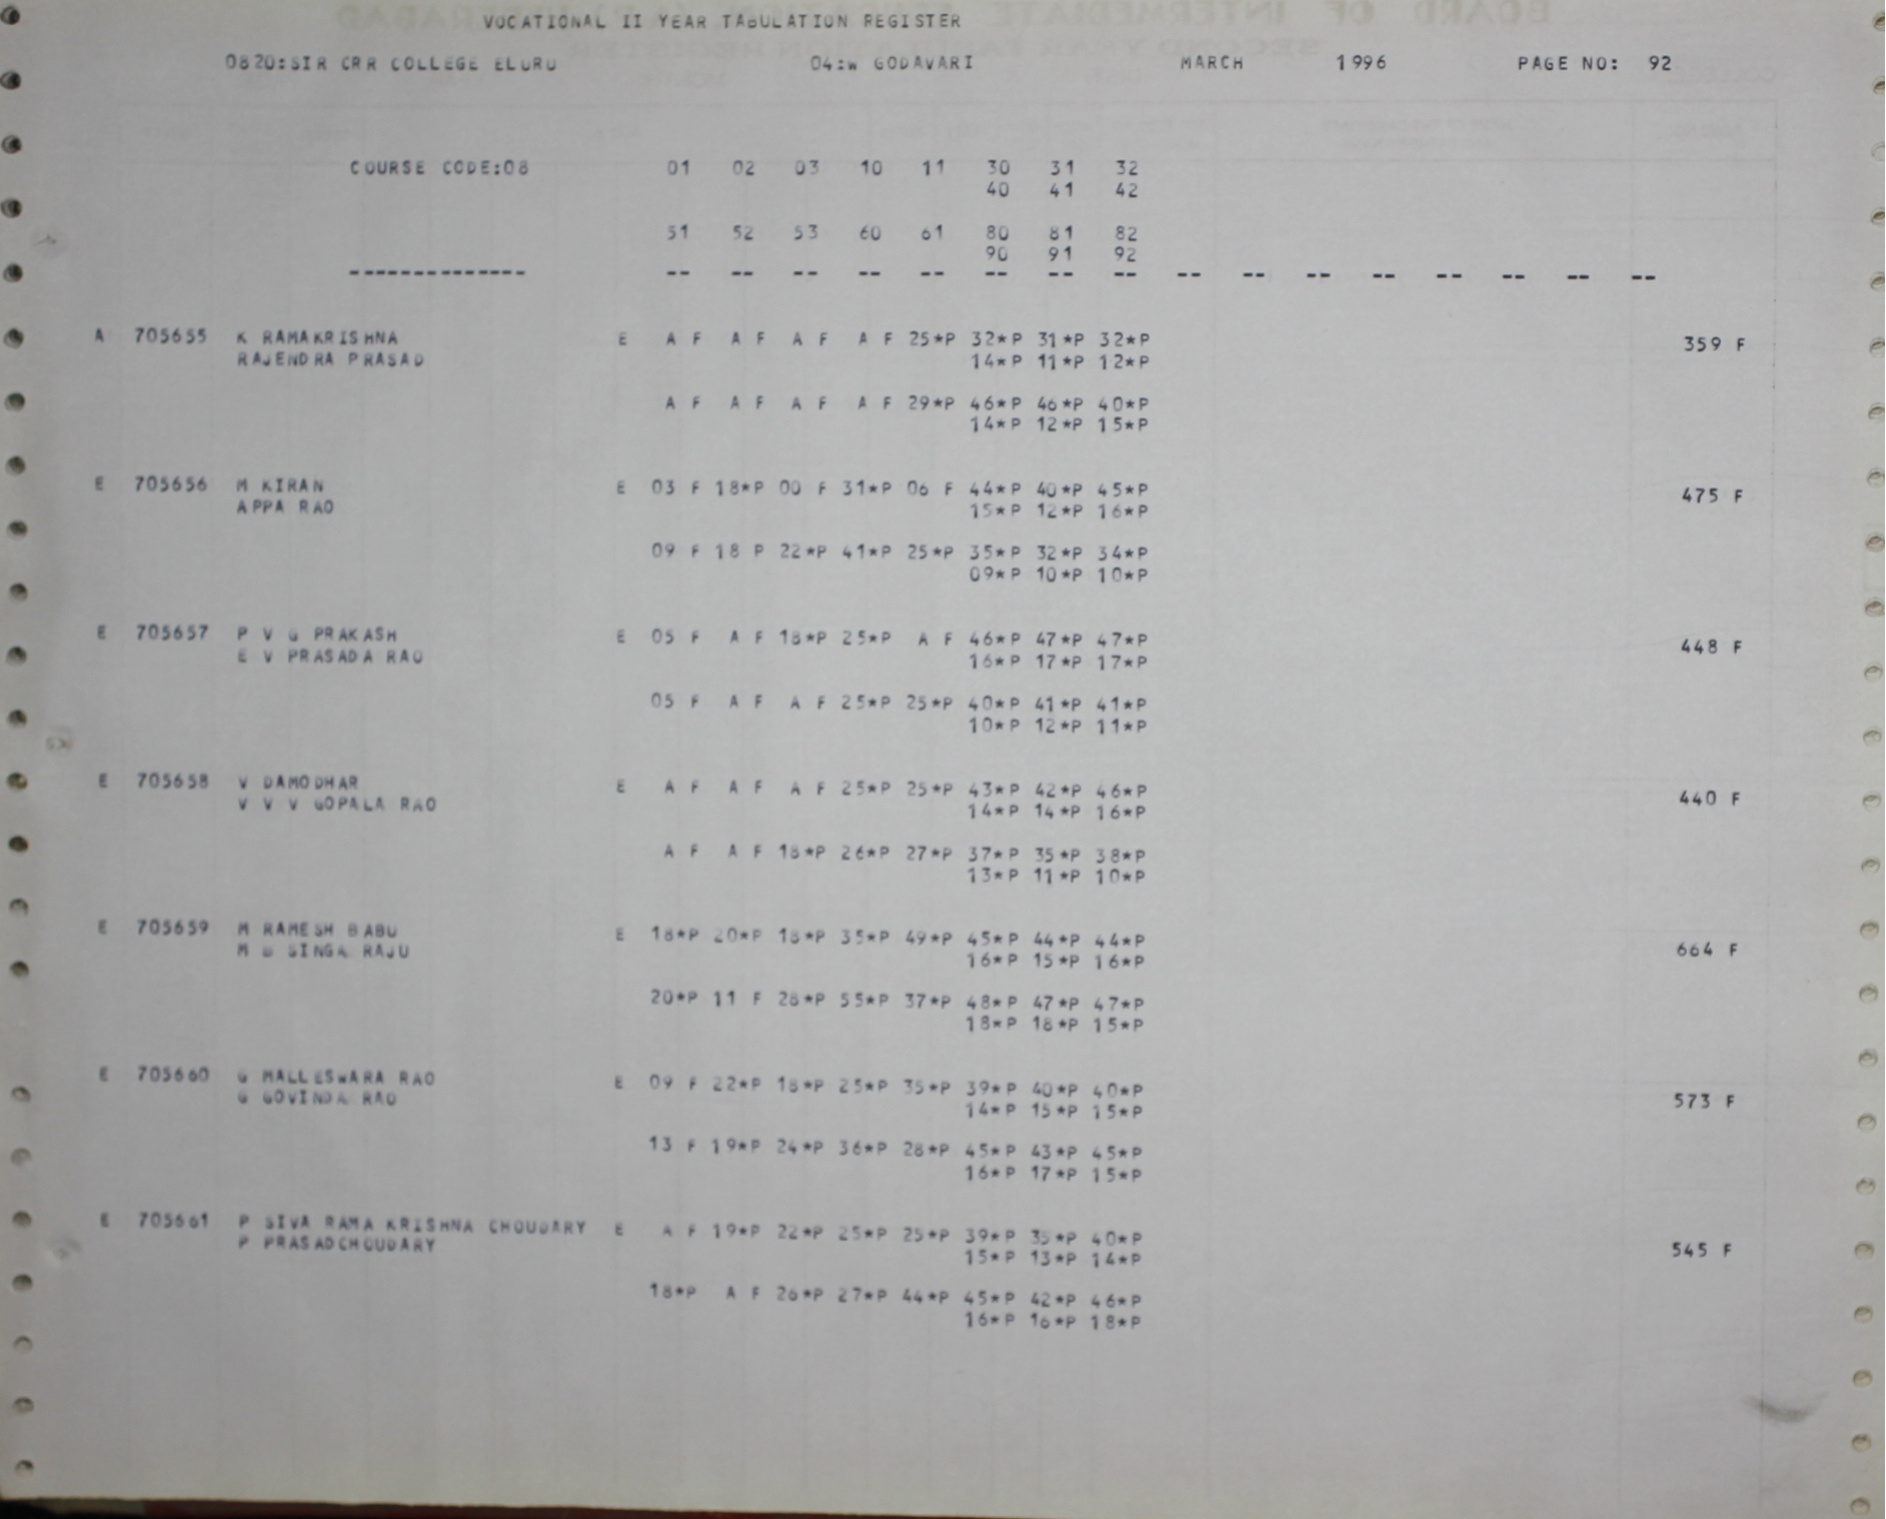 VOCATIONAL II YEAR TABULATION REGISTER
0820:SIR CRR COLLEGE ELURU 04:W GODAVARI MARCH 1996 PAGE NO: 92
COURSE CODE:08 01 02 03 10 11 30 31 32
40 41 42
51 52 53 60 61 80 81 82
90 91 92
-------------- -- -- -- -- -- -- -- -- -- -- -- -- -- -- -- --
A 705655 K RAMAKRISHNA E A F A F A F A F 25*P 32*P 31*P 32*P 359 F
RAJENDRA PRASAD 14*P 11*P 12*P
A F A F A F A F 29*P 46*P 46*P 40*P
14*P 12*P 15*P
E 705656 M KIRAN E 03 F 18*P 00 F 31*P 06 F 44*P 40*P 45*P 475 F
APPA RAO 15*P 12*P 16*P
09 F 18 P 22*P 41*P 25*P 35*P 32*P 34*P
09*P 10*P 10*P
E 705657 P V G PRAKASH E 05 F A F 18*P 25*P A F 46*P 47*P 47*P 448 F
E V PRASADA RAO 16*P 17*P 17*P
05 F A F A F 25*P 25*P 40*P 41*P 41*P
10*P 12*P 11*P
E 705658 V DAMODHAR E A F A F A F 25*P 25*P 43*P 42*P 46*P 440 F
V V V GOPALA RAO 14*P 14*P 16*P
A F A F 18*P 26*P 27*P 37*P 35*P 38*P
13*P 11*P 10*P
E 705659 M RAMESH BABU E 18*P 20*P 18*P 35*P 49*P 45*P 44*P 44*P 664 F
M B SINGA RAJU 16*P 15*P 16*P
20*P 11 F 28*P 55*P 37*P 48*P 47*P 47*P
18*P 18*P 15*P
E 705660 G MALLESWARA RAO E 09 F 22*P 18*P 25*P 35*P 39*P 40*P 40*P 573 F
G GOVINDA RAO 14*P 15*P 15*P
13 F 19*P 24*P 36*P 28*P 45*P 43*P 45*P
16*P 17*P 15*P
E 705661 P SIVA RAMA KRISHNA CHOUDARY E A F 19*P 22*P 25*P 25*P 39*P 35*P 40*P 545 F
P PRASADCHOUDARY 15*P 13*P 14*P
18*P A F 26*P 27*P 44*P 45*P 42*P 46*P
16*P 16*P 18*P